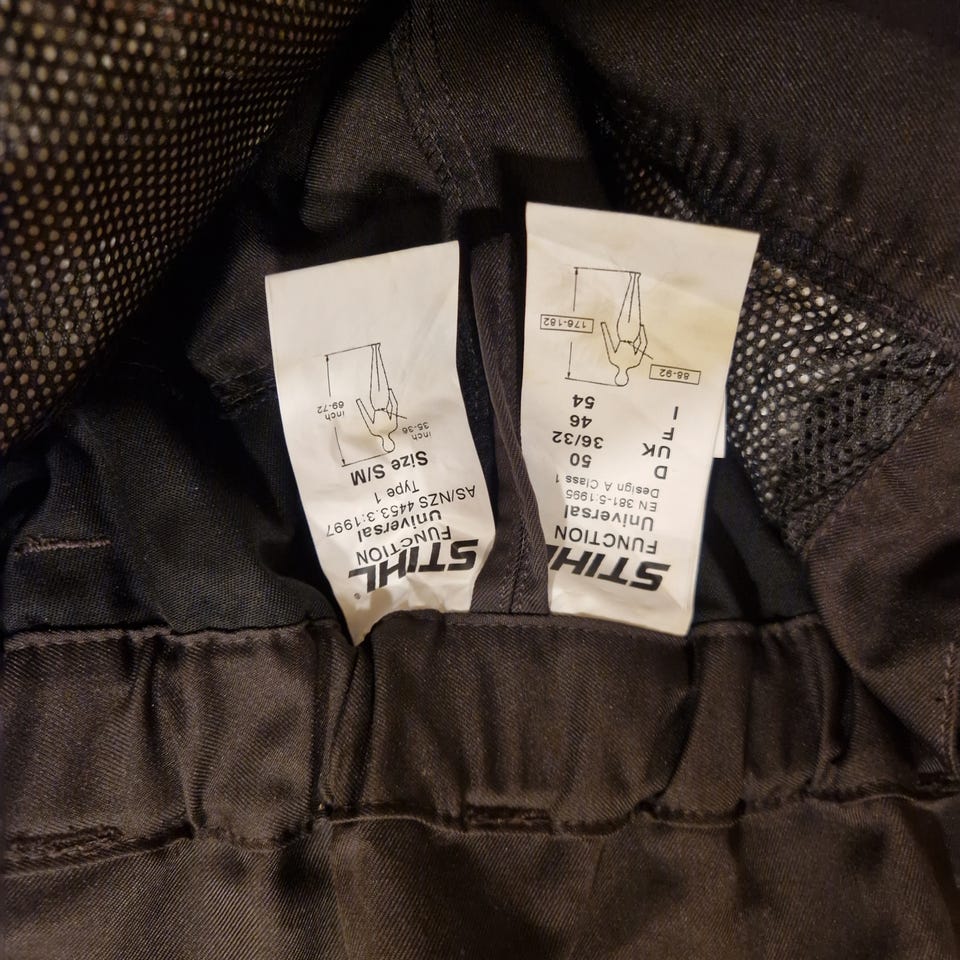 STIHL
FUNCTION
Universal
EN 381-5:1995
Design A Class 1
D 50
UK 36/32
F 46
I 54
88-92
176-182
STIHL®
FUNCTION
Universal
AS/NZS 4453.3:1997
Type 1
Size S/M
inch
35-36
inch
69-72